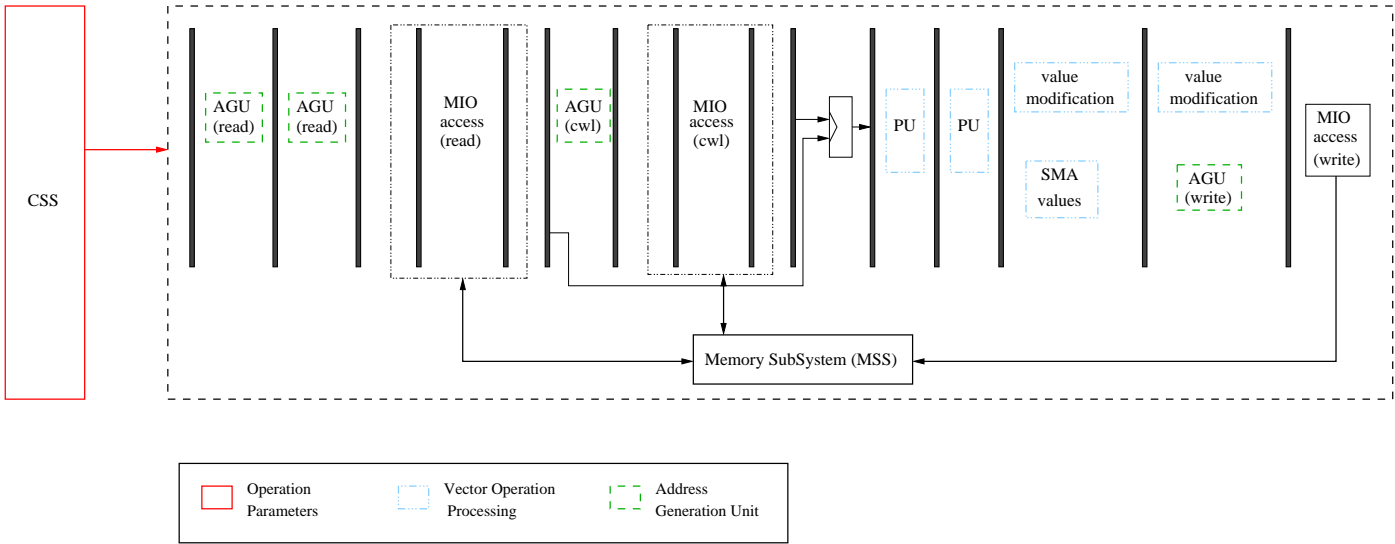 CSS
AGU
(read)
AGU
(read)
MIO
access
(read)
AGU
(cwl)
MIO
access
(cwl)
PU
PU
value
modification
SMA
values
value
modification
AGU
(write)
MIO
access
(write)
Memory SubSystem (MSS)
Operation
Parameters
Vector Operation
Processing
Address
Generation Unit